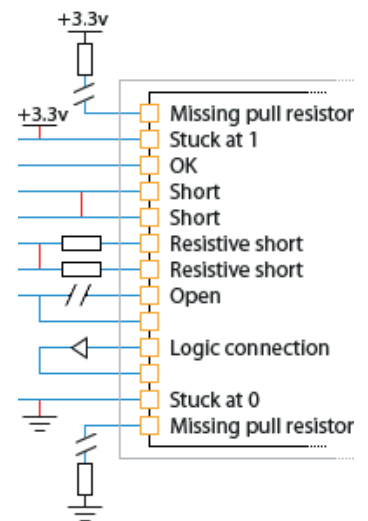 +3.3v
+3.3v
Missing pull resistor
Stuck at 1
OK
Short
Short
Resistive short
Resistive short
Open
Logic connection
Stuck at 0
Missing pull resistor